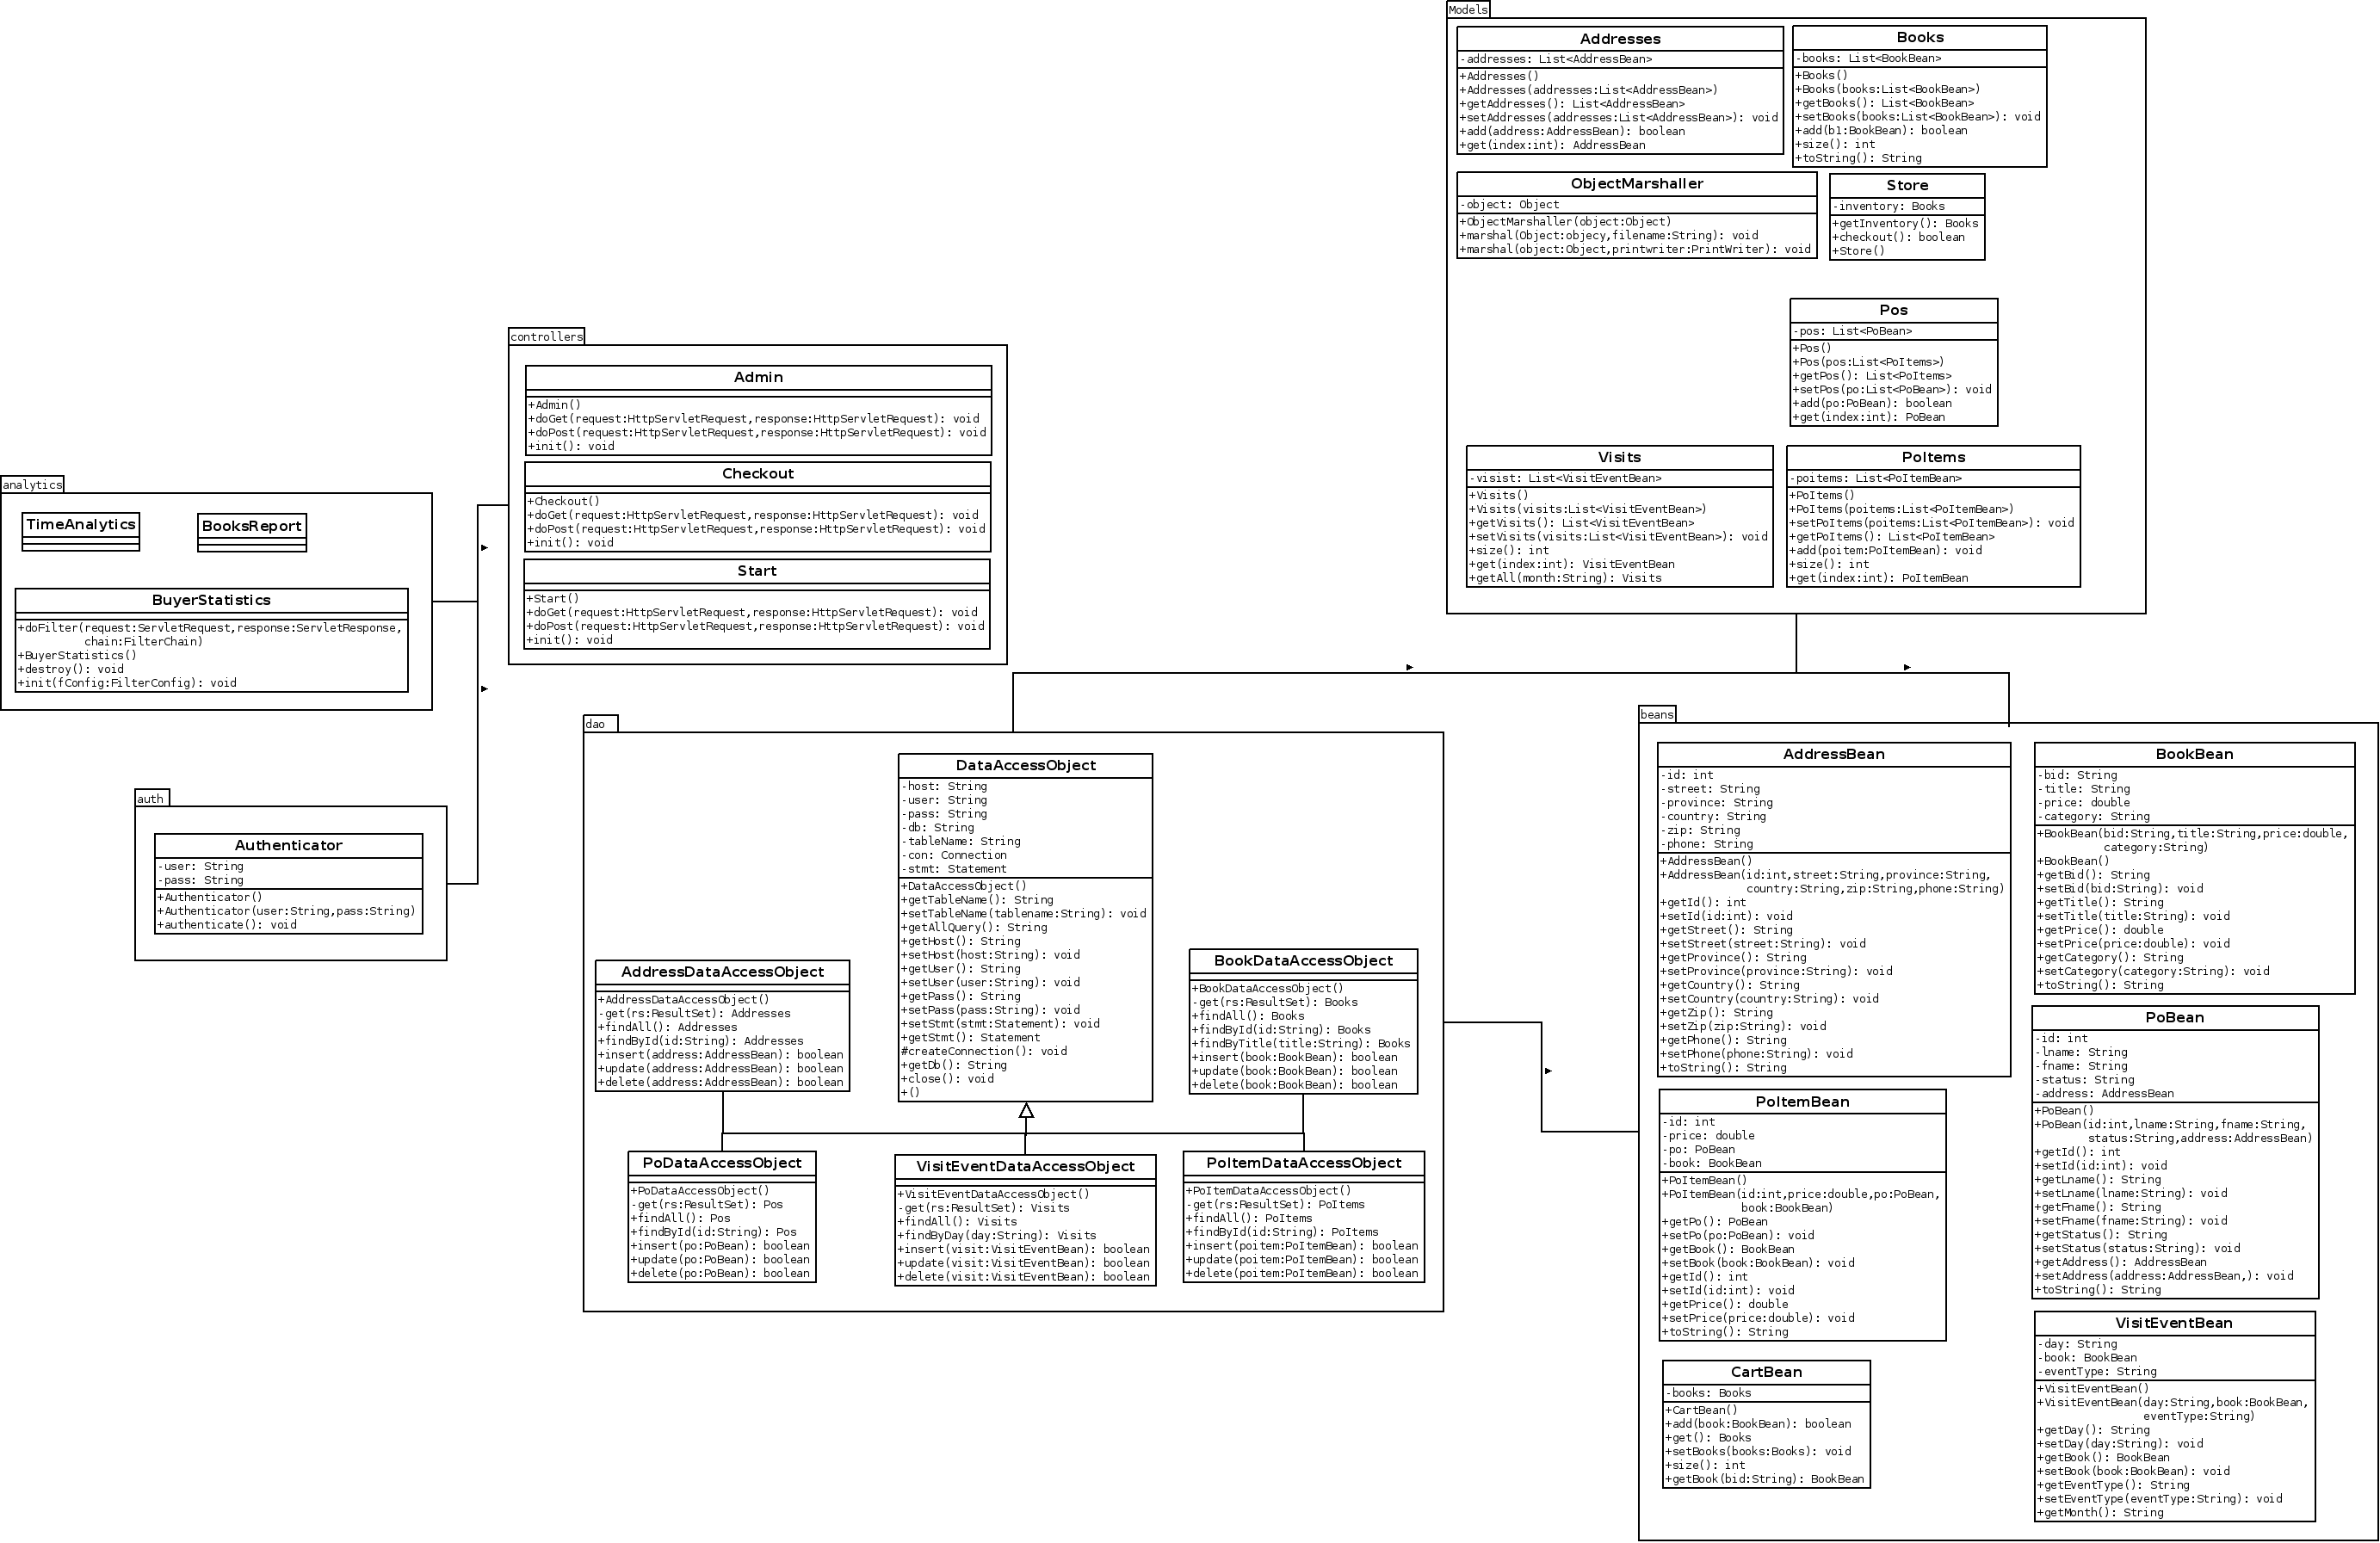 Models
Addresses
-addresses: List<AddressBean>
+Addresses()
+Addresses(addresses:List<AddressBean>)
+getAddresses(): List<AddressBean>
+setAddresses(addresses:List<AddressBean>): void
+add(address:AddressBean): boolean
+get(index:int): AddressBean
Books
-books: List<BookBean>
+Books()
+Books(books:List<BookBean>)
+getBooks(): List<BookBean>
+setBooks(books:List<BookBean>): void
+add(b1:BookBean): boolean
+size(): int
+toString(): String
ObjectMarshaller
-object: Object
+ObjectMarshaller(object:Object)
+marshal(Object:objecy,filename:String): void
+marshal(object:Object,printwriter:PrintWriter): void
Store
-inventory: Books
+getInventory(): Books
+checkout(): boolean
+Store()
Pos
-pos: List<PoBean>
+Pos()
+Pos(pos:List<PoItems>)
+getPos(): List<PoItems>
+setPos(po:List<PoBean>): void
+add(po:PoBean): boolean
+get(index:int): PoBean
Visits
-visist: List<VisitEventBean>
+Visits()
+Visits(visits:List<VisitEventBean>)
+getVisits(): List<VisitEventBean>
+setVisits(visits:List<VisitEventBean>): void
+size(): int
+get(index:int): VisitEventBean
+getAll(month:String): Visits
PoItems
-poitems: List<PoItemBean>
+PoItems()
+PoItems(poitems:List<PoItemBean>)
+setPoItems(poitems:List<PoItemBean>): void
+getPoItems(): List<PoItemBean>
+add(poitem:PoItemBean): void
+size(): int
+get(index:int): PoItemBean
controllers
Admin
+Admin()
+doGet(request:HttpServletRequest,response:HttpServletRequest): void
+doPost(request:HttpServletRequest,response:HttpServletRequest): void
+init(): void
Checkout
+Checkout()
+doGet(request:HttpServletRequest,response:HttpServletRequest): void
+doPost(request:HttpServletRequest,response:HttpServletRequest): void
+init(): void
Start
+Start()
+doGet(request:HttpServletRequest,response:HttpServletRequest): void
+doPost(request:HttpServletRequest,response:HttpServletRequest): void
+init(): void
analytics
TimeAnalytics
BooksReport
BuyerStatistics
+doFilter(request:ServletRequest,response:ServletResponse,
chain:FilterChain)
+BuyerStatistics()
+destroy(): void
+init(fConfig:FilterConfig): void
auth
Authenticator
-user: String
-pass: String
+Authenticator()
+Authenticator(user:String,pass:String)
+authenticate(): void
dao
DataAccessObject
-host: String
-user: String
-pass: String
-db: String
-tableName: String
-con: Connection
-stmt: Statement
+DataAccessObject()
+getTableName(): String
+setTableName(tablename:String): void
+getAllQuery(): String
+getHost(): String
+setHost(host:String): void
+getUser(): String
+setUser(user:String): void
+getPass(): String
+setPass(pass:String): void
+setStmt(stmt:Statement): void
+getStmt(): Statement
#createConnection(): void
+getDb(): String
+close(): void
+()
AddressDataAccessObject
+AddressDataAccessObject()
-get(rs:ResultSet): Addresses
+findAll(): Addresses
+findById(id:String): Addresses
+insert(address:AddressBean): boolean
+update(address:AddressBean): boolean
+delete(address:AddressBean): boolean
BookDataAccessObject
+BookDataAccessObject()
-get(rs:ResultSet): Books
+findAll(): Books
+findById(id:String): Books
+findByTitle(title:String): Books
+insert(book:BookBean): boolean
+update(book:BookBean): boolean
+delete(book:BookBean): boolean
PoDataAccessObject
+PoDataAccessObject()
-get(rs:ResultSet): Pos
+findAll(): Pos
+findById(id:String): Pos
+insert(po:PoBean): boolean
+update(po:PoBean): boolean
+delete(po:PoBean): boolean
VisitEventDataAccessObject
+VisitEventDataAccessObject()
-get(rs:ResultSet): Visits
+findAll(): Visits
+findByDay(day:String): Visits
+insert(visit:VisitEventBean): boolean
+update(visit:VisitEventBean): boolean
+delete(visit:VisitEventBean): boolean
PoItemDataAccessObject
+PoItemDataAccessObject()
-get(rs:ResultSet): PoItems
+findAll(): PoItems
+findById(id:String): PoItems
+insert(poitem:PoItemBean): boolean
+update(poitem:PoItemBean): boolean
+delete(poitem:PoItemBean): boolean
beans
AddressBean
-id: int
-street: String
-province: String
-country: String
-zip: String
-phone: String
+AddressBean()
+AddressBean(id:int,street:String,province:String,
country:String,zip:String,phone:String)
+getId(): int
+setId(id:int): void
+getStreet(): String
+setStreet(street:String): void
+getProvince(): String
+setProvince(province:String): void
+getCountry(): String
+setCountry(country:String): void
+getZip(): String
+setZip(zip:String): void
+getPhone(): String
+setPhone(phone:String): void
+toString(): String
BookBean
-bid: String
-title: String
-price: double
-category: String
+BookBean(bid:String,title:String,price:double,
category:String)
+BookBean()
+getBid(): String
+setBid(bid:String): void
+getTitle(): String
+setTitle(title:String): void
+getPrice(): double
+setPrice(price:double): void
+getCategory(): String
+setCategory(category:String): void
+toString(): String
PoBean
-id: int
-lname: String
-fname: String
-status: String
-address: AddressBean
+PoBean()
+PoBean(id:int,lname:String,fname:String,
status:String,address:AddressBean)
+getId(): int
+setId(id:int): void
+getLname(): String
+setLname(lname:String): void
+getFname(): String
+setFname(fname:String): void
+getStatus(): String
+setStatus(status:String): void
+getAddress(): AddressBean
+setAddress(address:AddressBean,): void
+toString(): String
PoItemBean
-id: int
-price: double
-po: PoBean
-book: BookBean
+PoItemBean()
+PoItemBean(id:int,price:double,po:PoBean,
book:BookBean)
+getPo(): PoBean
+setPo(po:PoBean): void
+getBook(): BookBean
+setBook(book:BookBean): void
+getId(): int
+setId(id:int): void
+getPrice(): double
+setPrice(price:double): void
+toString(): String
CartBean
-books: Books
+CartBean()
+add(book:BookBean): boolean
+get(): Books
+setBooks(books:Books): void
+size(): int
+getBook(bid:String): BookBean
VisitEventBean
-day: String
-book: BookBean
-eventType: String
+VisitEventBean()
+VisitEventBean(day:String,book:BookBean,
eventType:String)
+getDay(): String
+setDay(day:String): void
+getBook(): BookBean
+setBook(book:BookBean): void
+getEventType(): String
+setEventType(eventType:String): void
+getMonth(): String